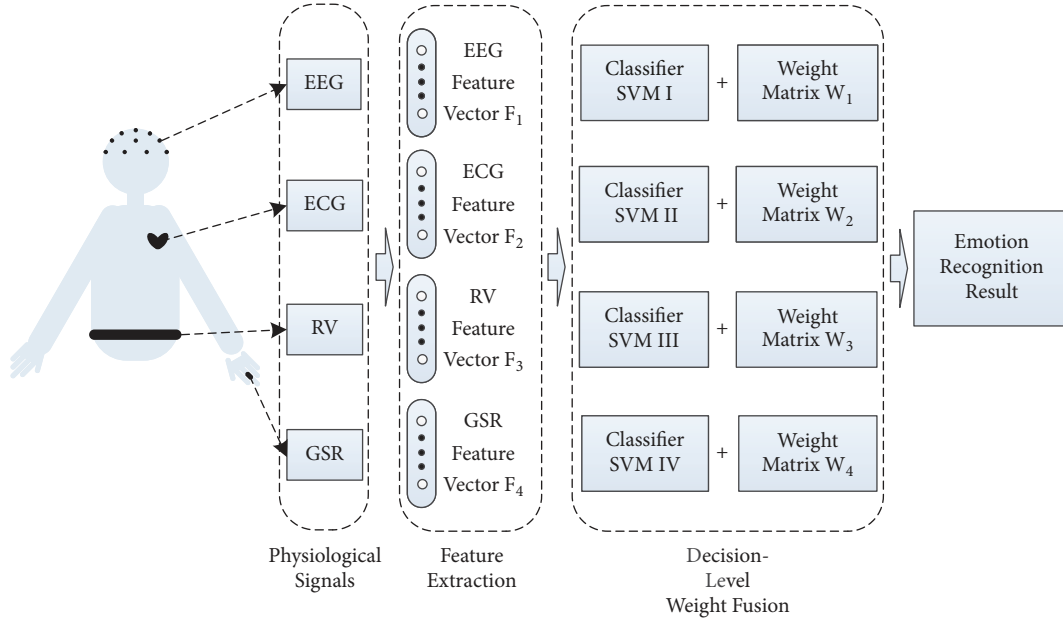 EEG
ECG
RV
GSR
Physiological
Signals
EEG
Feature
Vector F₁
ECG
Feature
Vector F₂
RV
Feature
Vector F₃
GSR
Feature
Vector F₄
Feature
Extraction
Classifier
SVM I
+
Weight
Matrix W₁
Classifier
SVM II
+
Weight
Matrix W₂
Classifier
SVM III
+
Weight
Matrix W₃
Classifier
SVM IV
+
Weight
Matrix W₄
Decision-
Level
Weight Fusion
Emotion
Recognition
Result